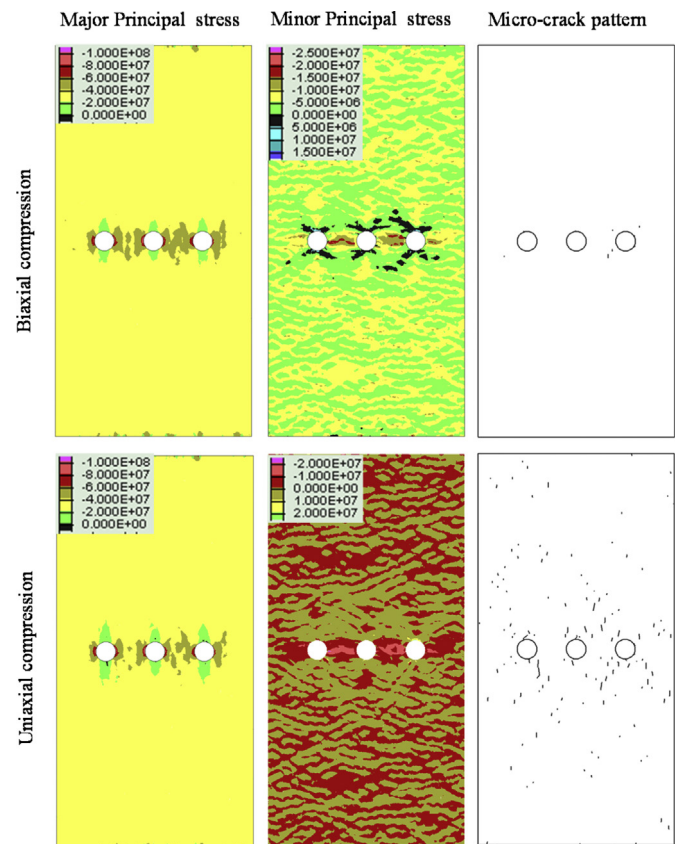 Major Principal stress
Minor Principal stress
Micro-crack pattern
Biaxial compression
-1.000E+08
-8.000E+07
-6.000E+07
-4.000E+07
-2.000E+07
0.000E+00
-2.500E+07
-2.000E+07
-1.500E+07
-1.000E+07
-5.000E+06
0.000E+00
5.000E+06
1.000E+07
1.500E+07
Uniaxial compression
-1.000E+08
-8.000E+07
-6.000E+07
-4.000E+07
-2.000E+07
0.000E+00
-2.000E+07
-1.000E+07
0.000E+00
1.000E+07
2.000E+07